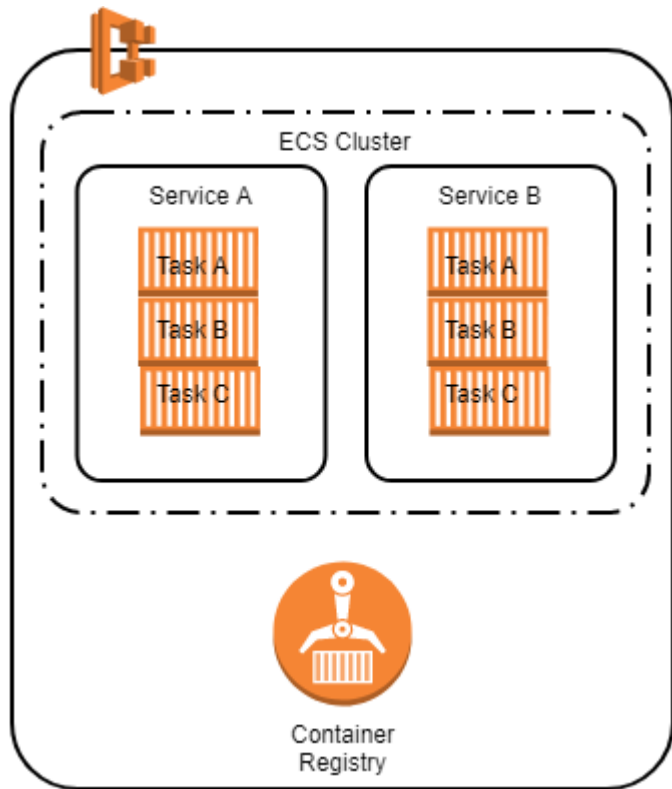 ECS Cluster
Service A
Task A
Task B
Task C
Service B
Task A
Task B
Task C
Container
Registry